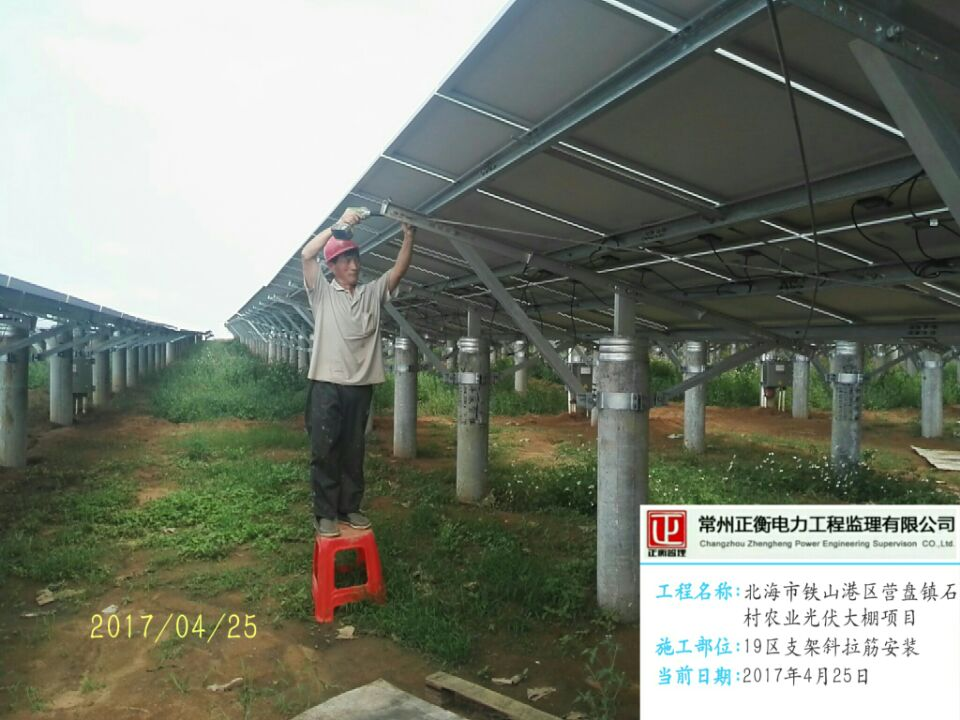 常州正衡电力工程监理有限公司
Changzhou Zhengheng Power Engineering Supervison CO.,Ltd.
正衡管理
工程名称:北海市铁山港区营盘镇石
村农业光伏大棚项目
施工部位:19区支架斜拉筋安装
当前日期:2017年4月25日
2017/04/25